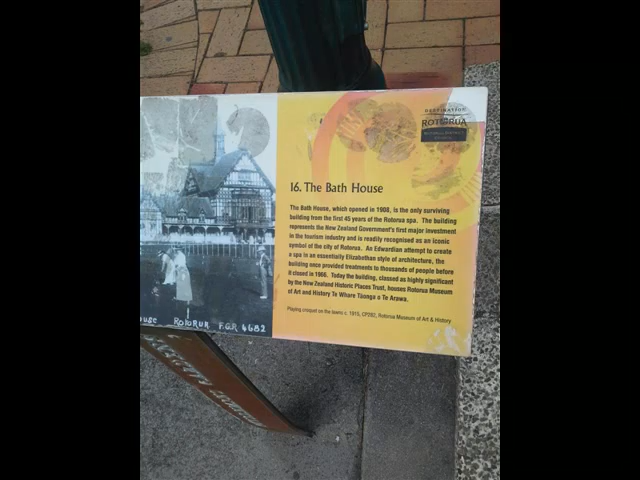 DESTINATION
ROTORUA
16. The Bath House
The Bath House, which opened in 1908, is the only surviving
building from the first 45 years of the Rotorua spa. The building
represents the New Zealand Government's first major investment
in the tourism industry and is readily recognised as an iconic
symbol of the city of Rotorua. An Edwardian attempt to create
a spa in an essentially Elizabethan style of architecture, the
building once provided treatments to thousands of people before
it closed in 1966. Today the building, classed as highly significant
by the New Zealand Historic Places Trust, houses Rotorua Museum
of Art and History Te Whare Taonga o Te Arawa.
Playing croquet on the lawns c. 1915, CP282, Rotorua Museum of Art & History
ouse ROTORUA F.G.R 4682